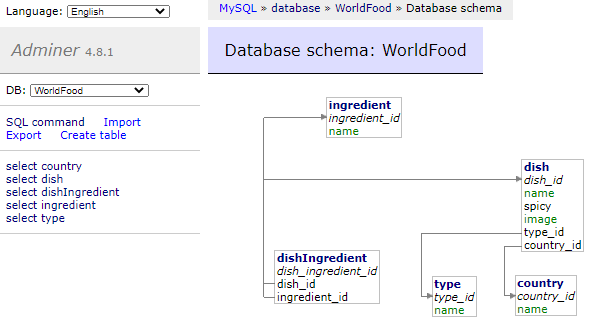 Language: English
MySQL » database » WorldFood » Database schema
Adminer 4.8.1
Database schema: WorldFood
DB: WorldFood
SQL command Import
Export Create table
select country
select dish
select dishIngredient
select ingredient
select type
ingredient
ingredient_id
name
dish
dish_id
name
spicy
image
type_id
country_id
dishIngredient
dish_ingredient_id
dish_id
ingredient_id
type
type_id
name
country
country_id
name